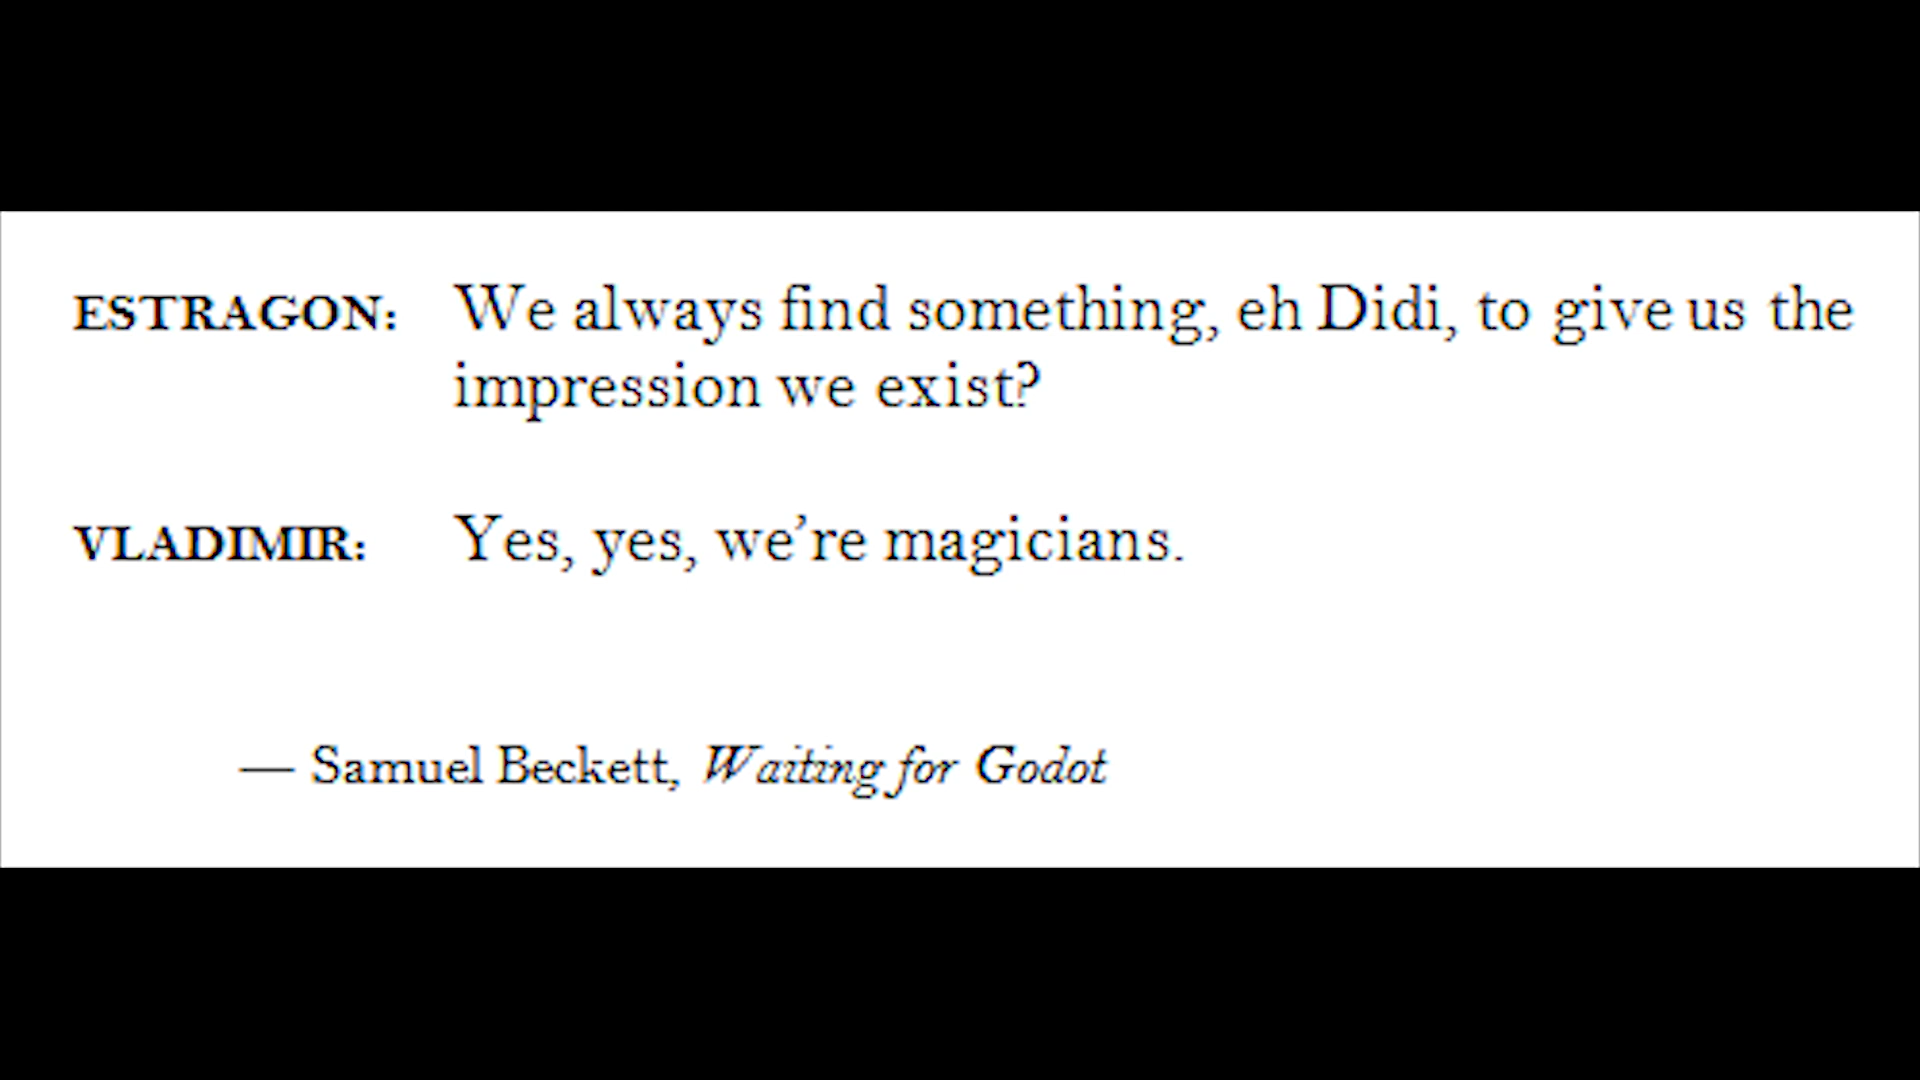 ESTRAGON: We always find something, eh Didi, to give us the
impression we exist?
VLADIMIR: Yes, yes, we’re magicians.
— Samuel Beckett, Waiting for Godot